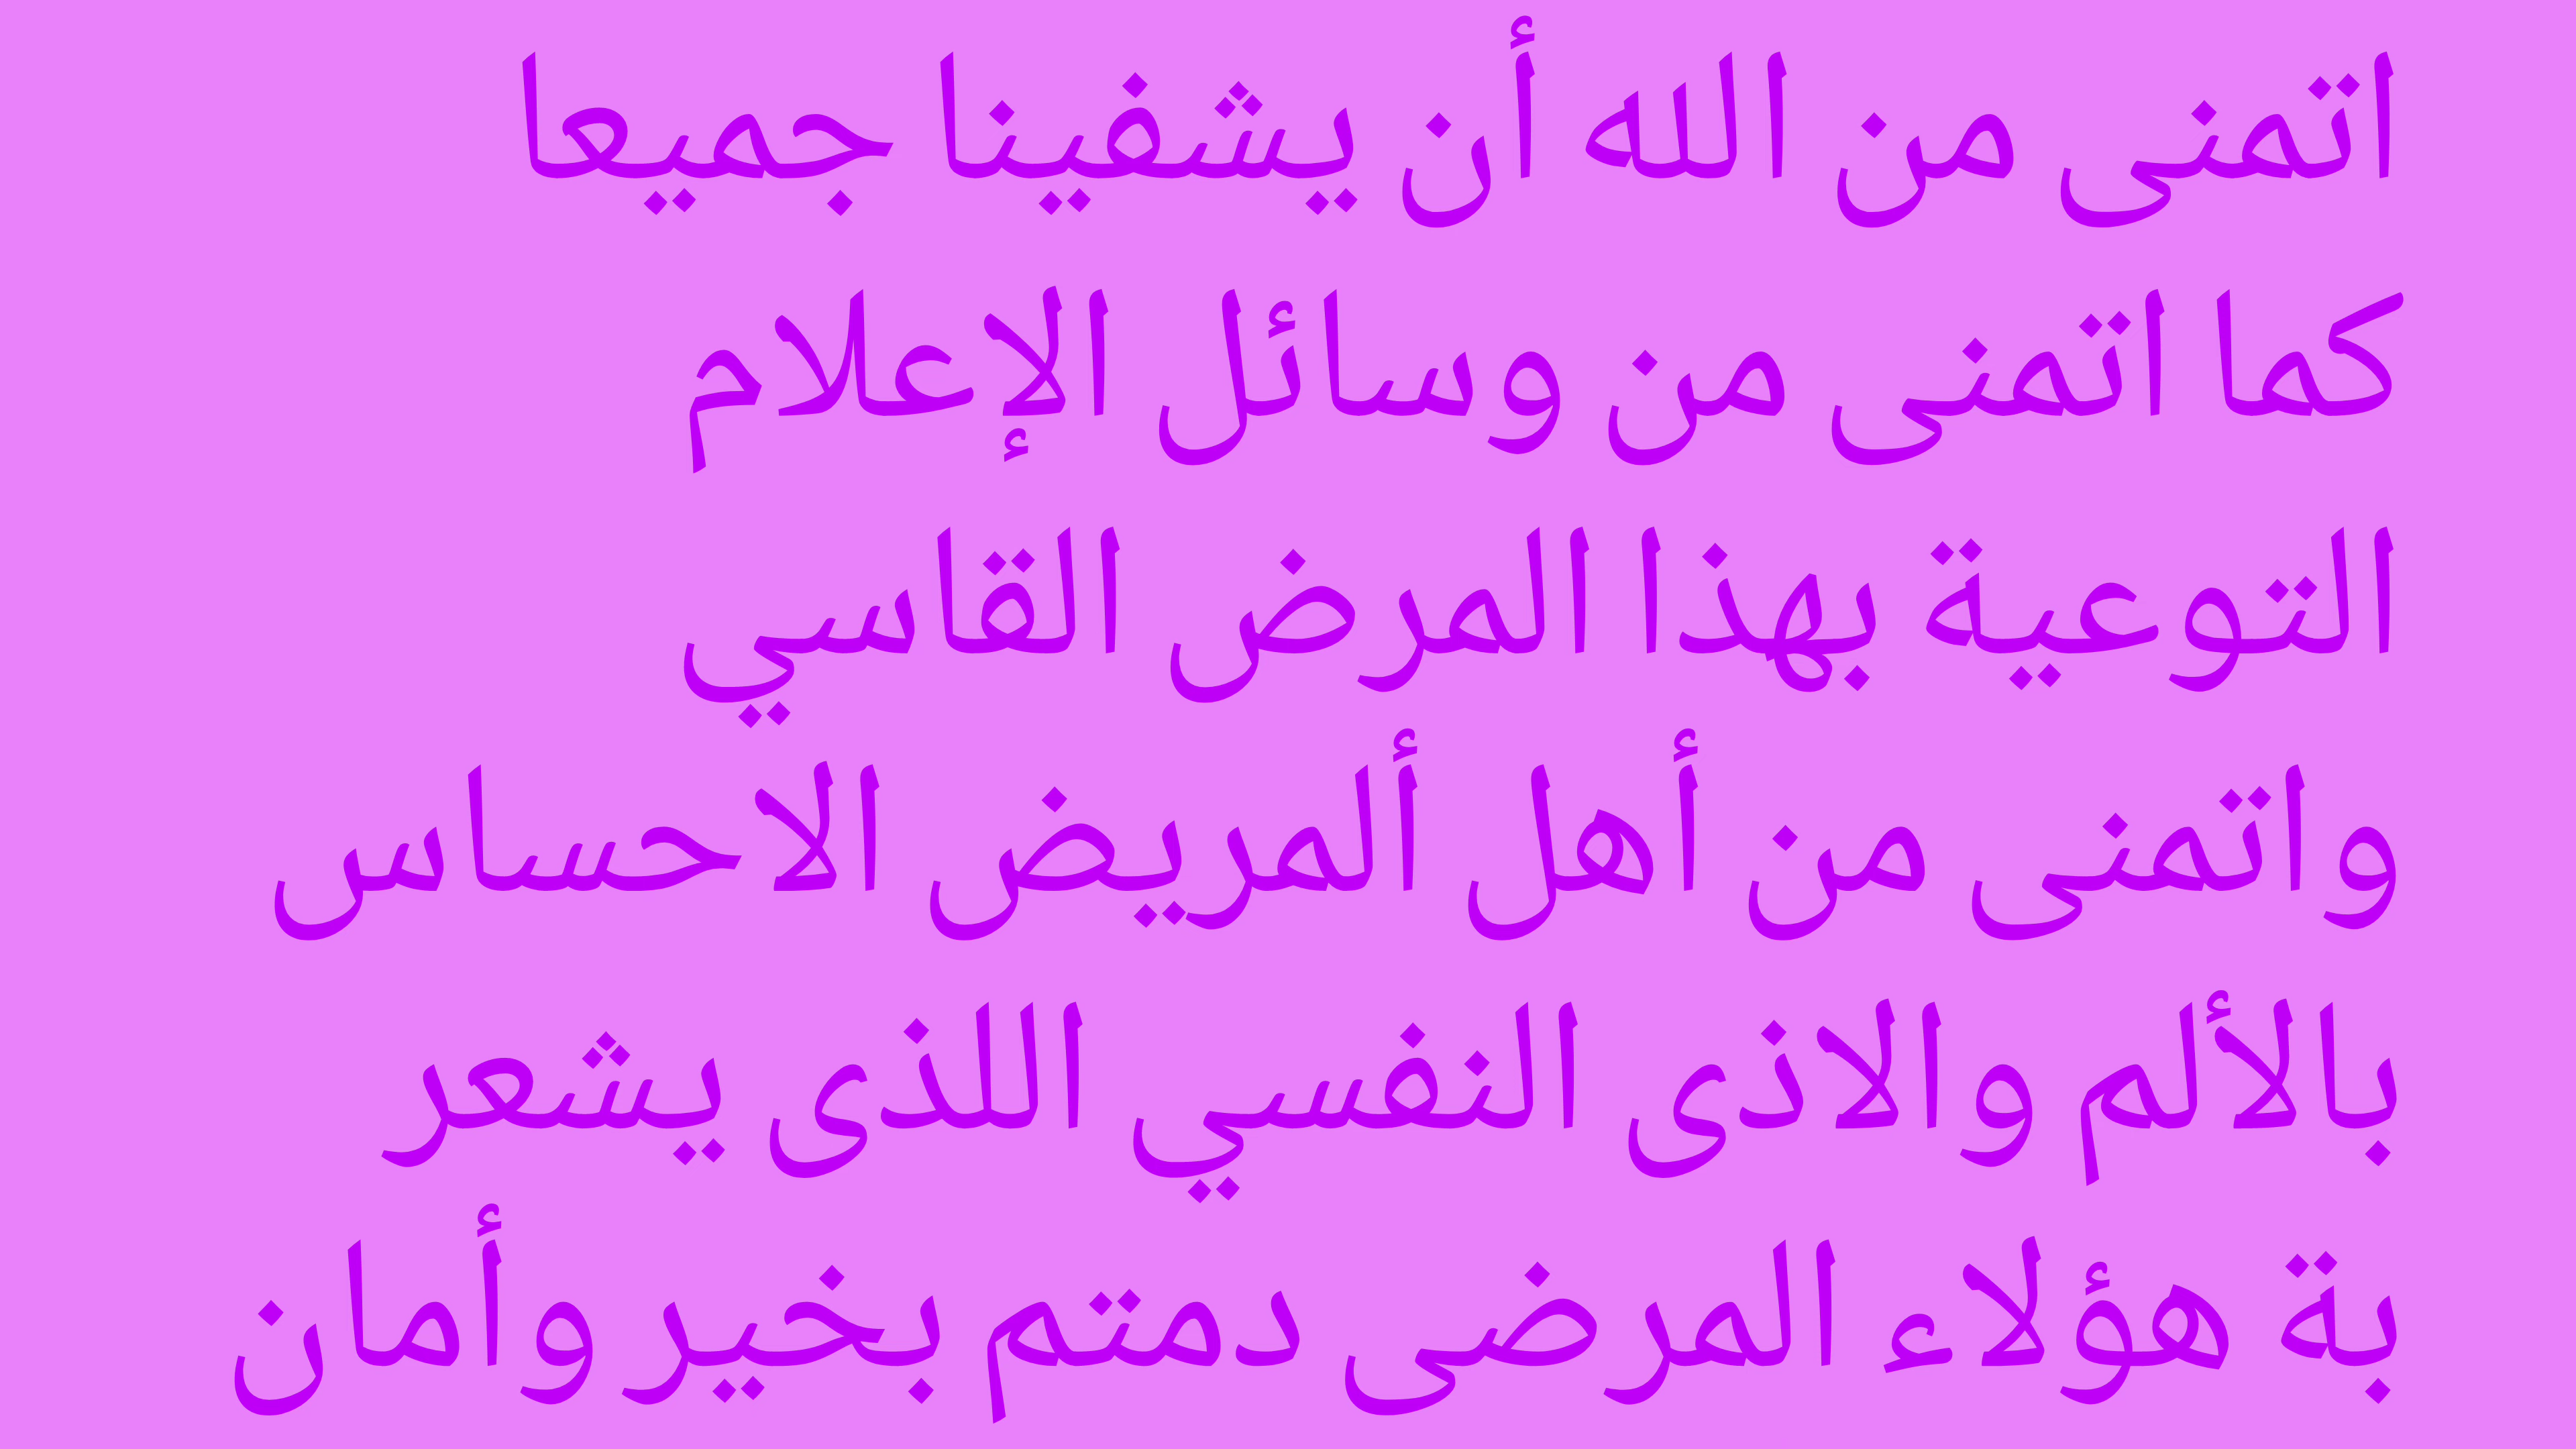 اتمنى من الله أن يشفينا جميعا
كما اتمنى من وسائل الإعلام
التوعية بهذا المرض القاسي
واتمنى من أهل ألمريض الاحساس
بالألم والاذى النفسي اللذى يشعر
بة هؤلاء المرضى دمتم بخير وأمان